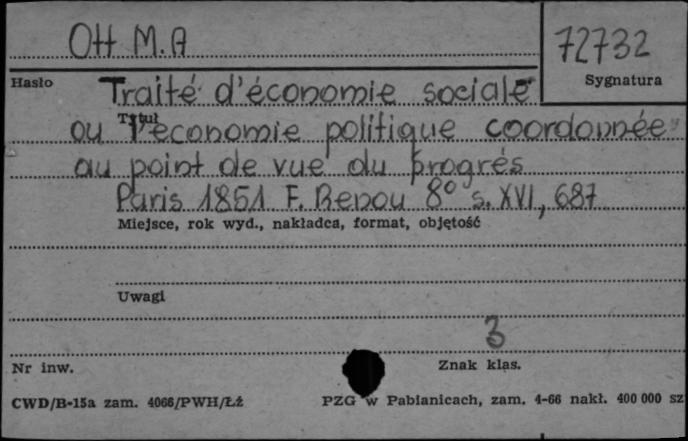 Ott M.A
72732
Hasło
Sygnatura
Traité d'économie sociale
Tytuł
ou l'economie politique coordonnée
au point de vue du progrés
Paris 1851 F. Renou 8° s. XVI, 687
Miejsce, rok wyd., nakładca, format, objętość
Uwagi
3
Nr inw.
Znak klas.
CWD/B-15a zam. 4066/PWH/Łź
PZG w Pabianicach, zam. 4-66 nakł. 400 000 sz